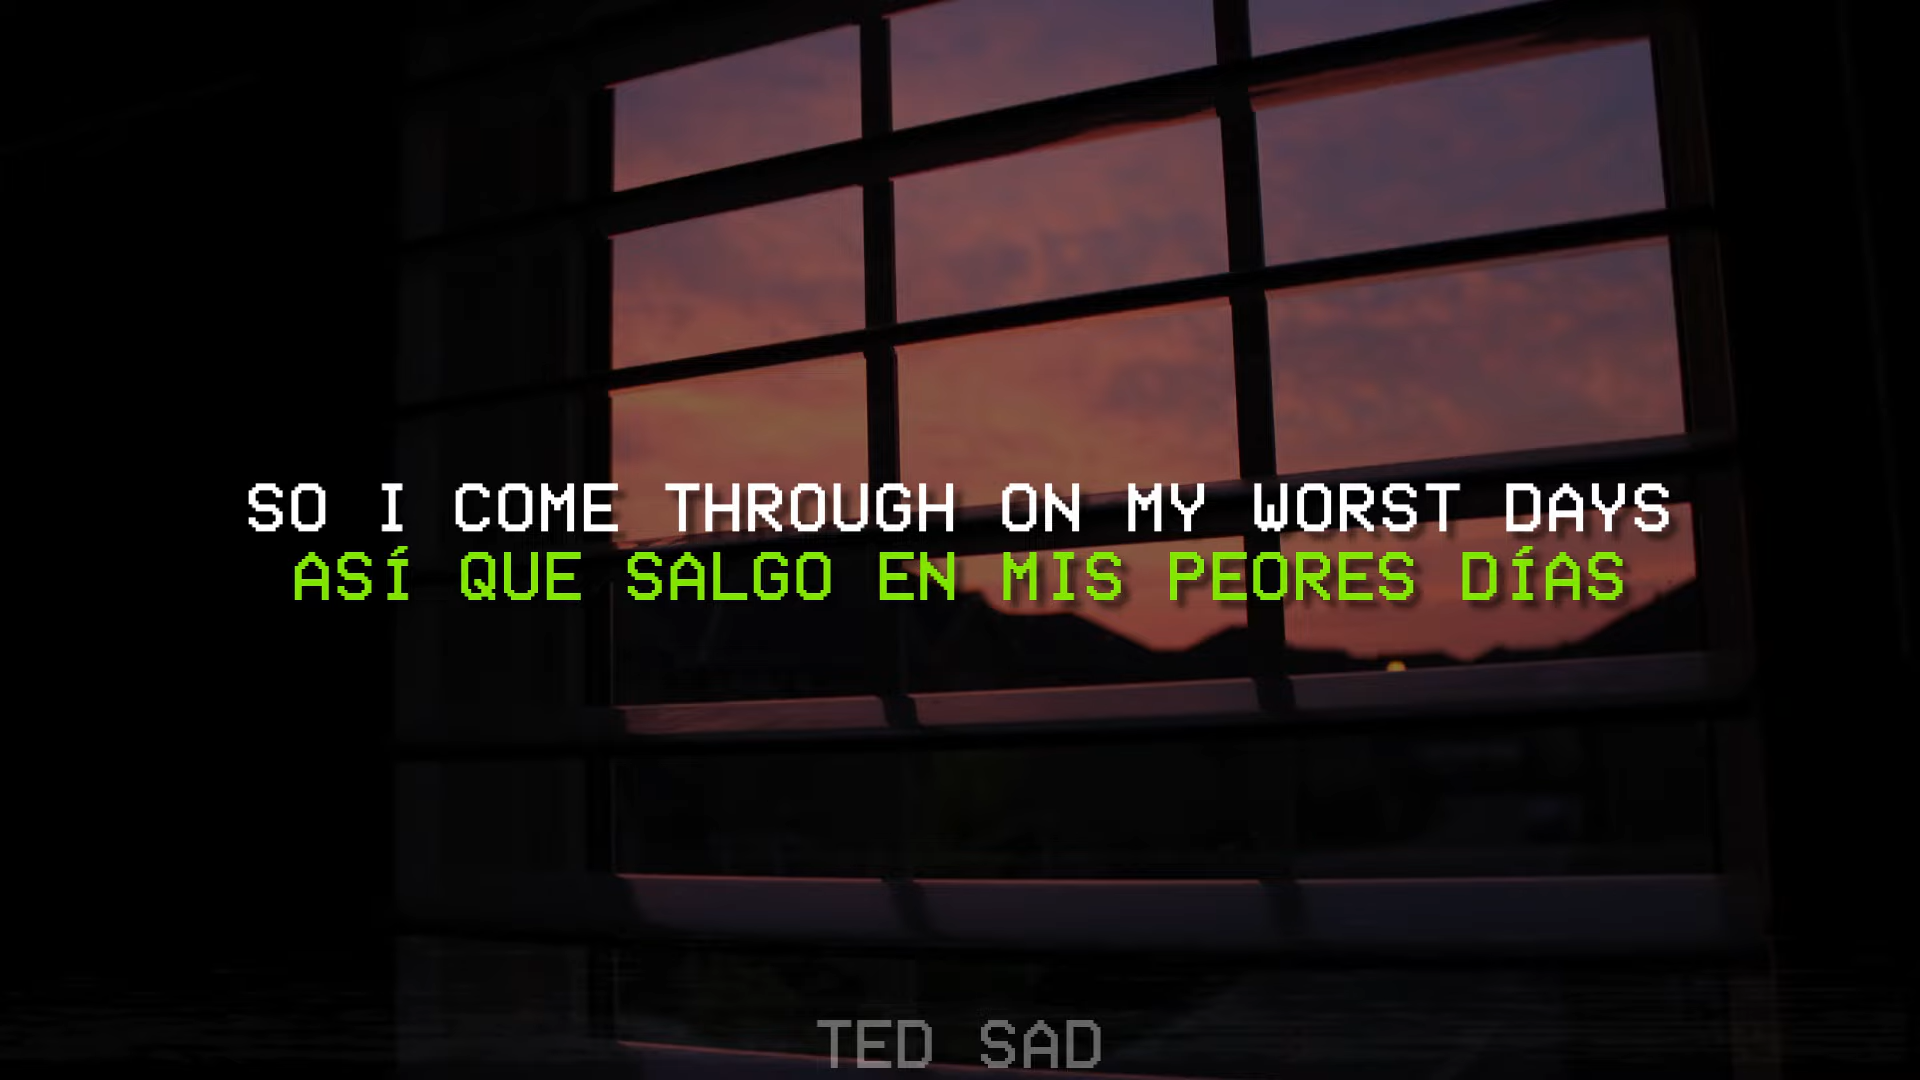 SO I COME THROUGH ON MY WORST DAYS
ASÍ QUE SALGO EN MIS PEORES DÍAS
TED SAD